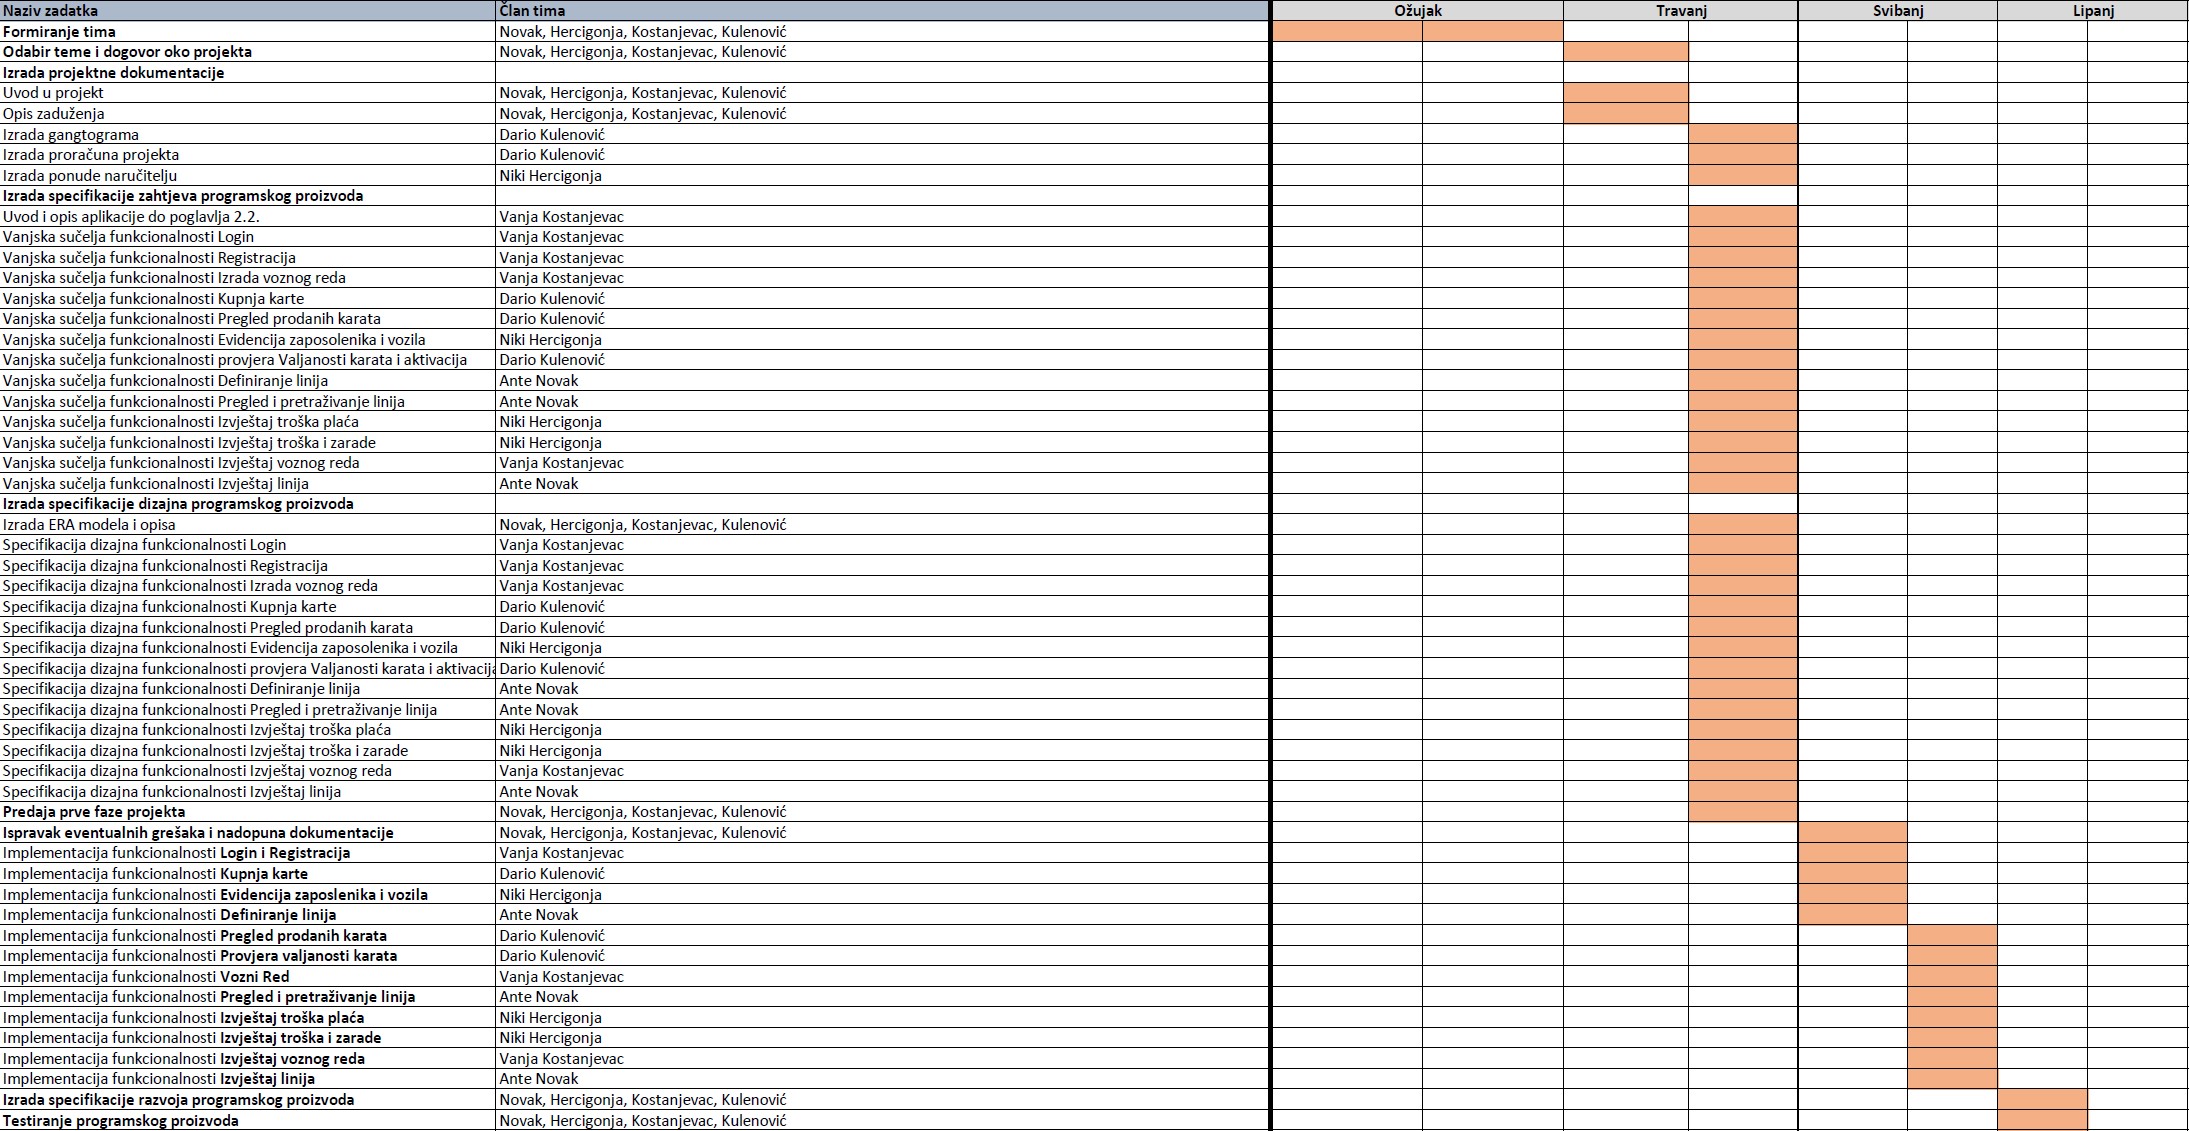 Naziv zadatka Član tima Ožujak Travanj Svibanj Lipanj
Formiranje tima Novak, Hercigonja, Kostanjevac, Kulenović
Odabir teme i dogovor oko projekta Novak, Hercigonja, Kostanjevac, Kulenović
Izrada projektne dokumentacije
Uvod u projekt Novak, Hercigonja, Kostanjevac, Kulenović
Opis zaduženja Novak, Hercigonja, Kostanjevac, Kulenović
Izrada gangtograma Dario Kulenović
Izrada proračuna projekta Dario Kulenović
Izrada ponude naručitelju Niki Hercigonja
Izrada specifikacije zahtjeva programskog proizvoda
Uvod i opis aplikacije do poglavlja 2.2. Vanja Kostanjevac
Vanjska sučelja funkcionalnosti Login Vanja Kostanjevac
Vanjska sučelja funkcionalnosti Registracija Vanja Kostanjevac
Vanjska sučelja funkcionalnosti Izrada voznog reda Vanja Kostanjevac
Vanjska sučelja funkcionalnosti Kupnja karte Dario Kulenović
Vanjska sučelja funkcionalnosti Pregled prodanih karata Dario Kulenović
Vanjska sučelja funkcionalnosti Evidencija zaposolenika i vozila Niki Hercigonja
Vanjska sučelja funkcionalnosti provjera Valjanosti karata i aktivacija Dario Kulenović
Vanjska sučelja funkcionalnosti Definiranje linija Ante Novak
Vanjska sučelja funkcionalnosti Pregled i pretraživanje linija Ante Novak
Vanjska sučelja funkcionalnosti Izvještaj troška plaća Niki Hercigonja
Vanjska sučelja funkcionalnosti Izvještaj troška i zarade Niki Hercigonja
Vanjska sučelja funkcionalnosti Izvještaj voznog reda Vanja Kostanjevac
Vanjska sučelja funkcionalnosti Izvještaj linija Ante Novak
Izrada specifikacije dizajna programskog proizvoda
Izrada ERA modela i opisa Novak, Hercigonja, Kostanjevac, Kulenović
Specifikacija dizajna funkcionalnosti Login Vanja Kostanjevac
Specifikacija dizajna funkcionalnosti Registracija Vanja Kostanjevac
Specifikacija dizajna funkcionalnosti Izrada voznog reda Vanja Kostanjevac
Specifikacija dizajna funkcionalnosti Kupnja karte Dario Kulenović
Specifikacija dizajna funkcionalnosti Pregled prodanih karata Dario Kulenović
Specifikacija dizajna funkcionalnosti Evidencija zaposolenika i vozila Niki Hercigonja
Specifikacija dizajna funkcionalnosti provjera Valjanosti karata i aktivacija Dario Kulenović
Specifikacija dizajna funkcionalnosti Definiranje linija Ante Novak
Specifikacija dizajna funkcionalnosti Pregled i pretraživanje linija Ante Novak
Specifikacija dizajna funkcionalnosti Izvještaj troška plaća Niki Hercigonja
Specifikacija dizajna funkcionalnosti Izvještaj troška i zarade Niki Hercigonja
Specifikacija dizajna funkcionalnosti Izvještaj voznog reda Vanja Kostanjevac
Specifikacija dizajna funkcionalnosti Izvještaj linija Ante Novak
Predaja prve faze projekta Novak, Hercigonja, Kostanjevac, Kulenović
Ispravak eventualnih grešaka i nadopuna dokumentacije Novak, Hercigonja, Kostanjevac, Kulenović
Implementacija funkcionalnosti Login i Registracija Vanja Kostanjevac
Implementacija funkcionalnosti Kupnja karte Dario Kulenović
Implementacija funkcionalnosti Evidencija zaposlenika i vozila Niki Hercigonja
Implementacija funkcionalnosti Definiranje linija Ante Novak
Implementacija funkcionalnosti Pregled prodanih karata Dario Kulenović
Implementacija funkcionalnosti Provjera valjanosti karata Dario Kulenović
Implementacija funkcionalnosti Vozni Red Vanja Kostanjevac
Implementacija funkcionalnosti Pregled i pretraživanje linija Ante Novak
Implementacija funkcionalnosti Izvještaj troška plaća Niki Hercigonja
Implementacija funkcionalnosti Izvještaj troška i zarade Niki Hercigonja
Implementacija funkcionalnosti Izvještaj voznog reda Vanja Kostanjevac
Implementacija funkcionalnosti Izvještaj linija Ante Novak
Izrada specifikacije razvoja programskog proizvoda Novak, Hercigonja, Kostanjevac, Kulenović
Testiranje programskog proizvoda Novak, Hercigonja, Kostanjevac, Kulenović